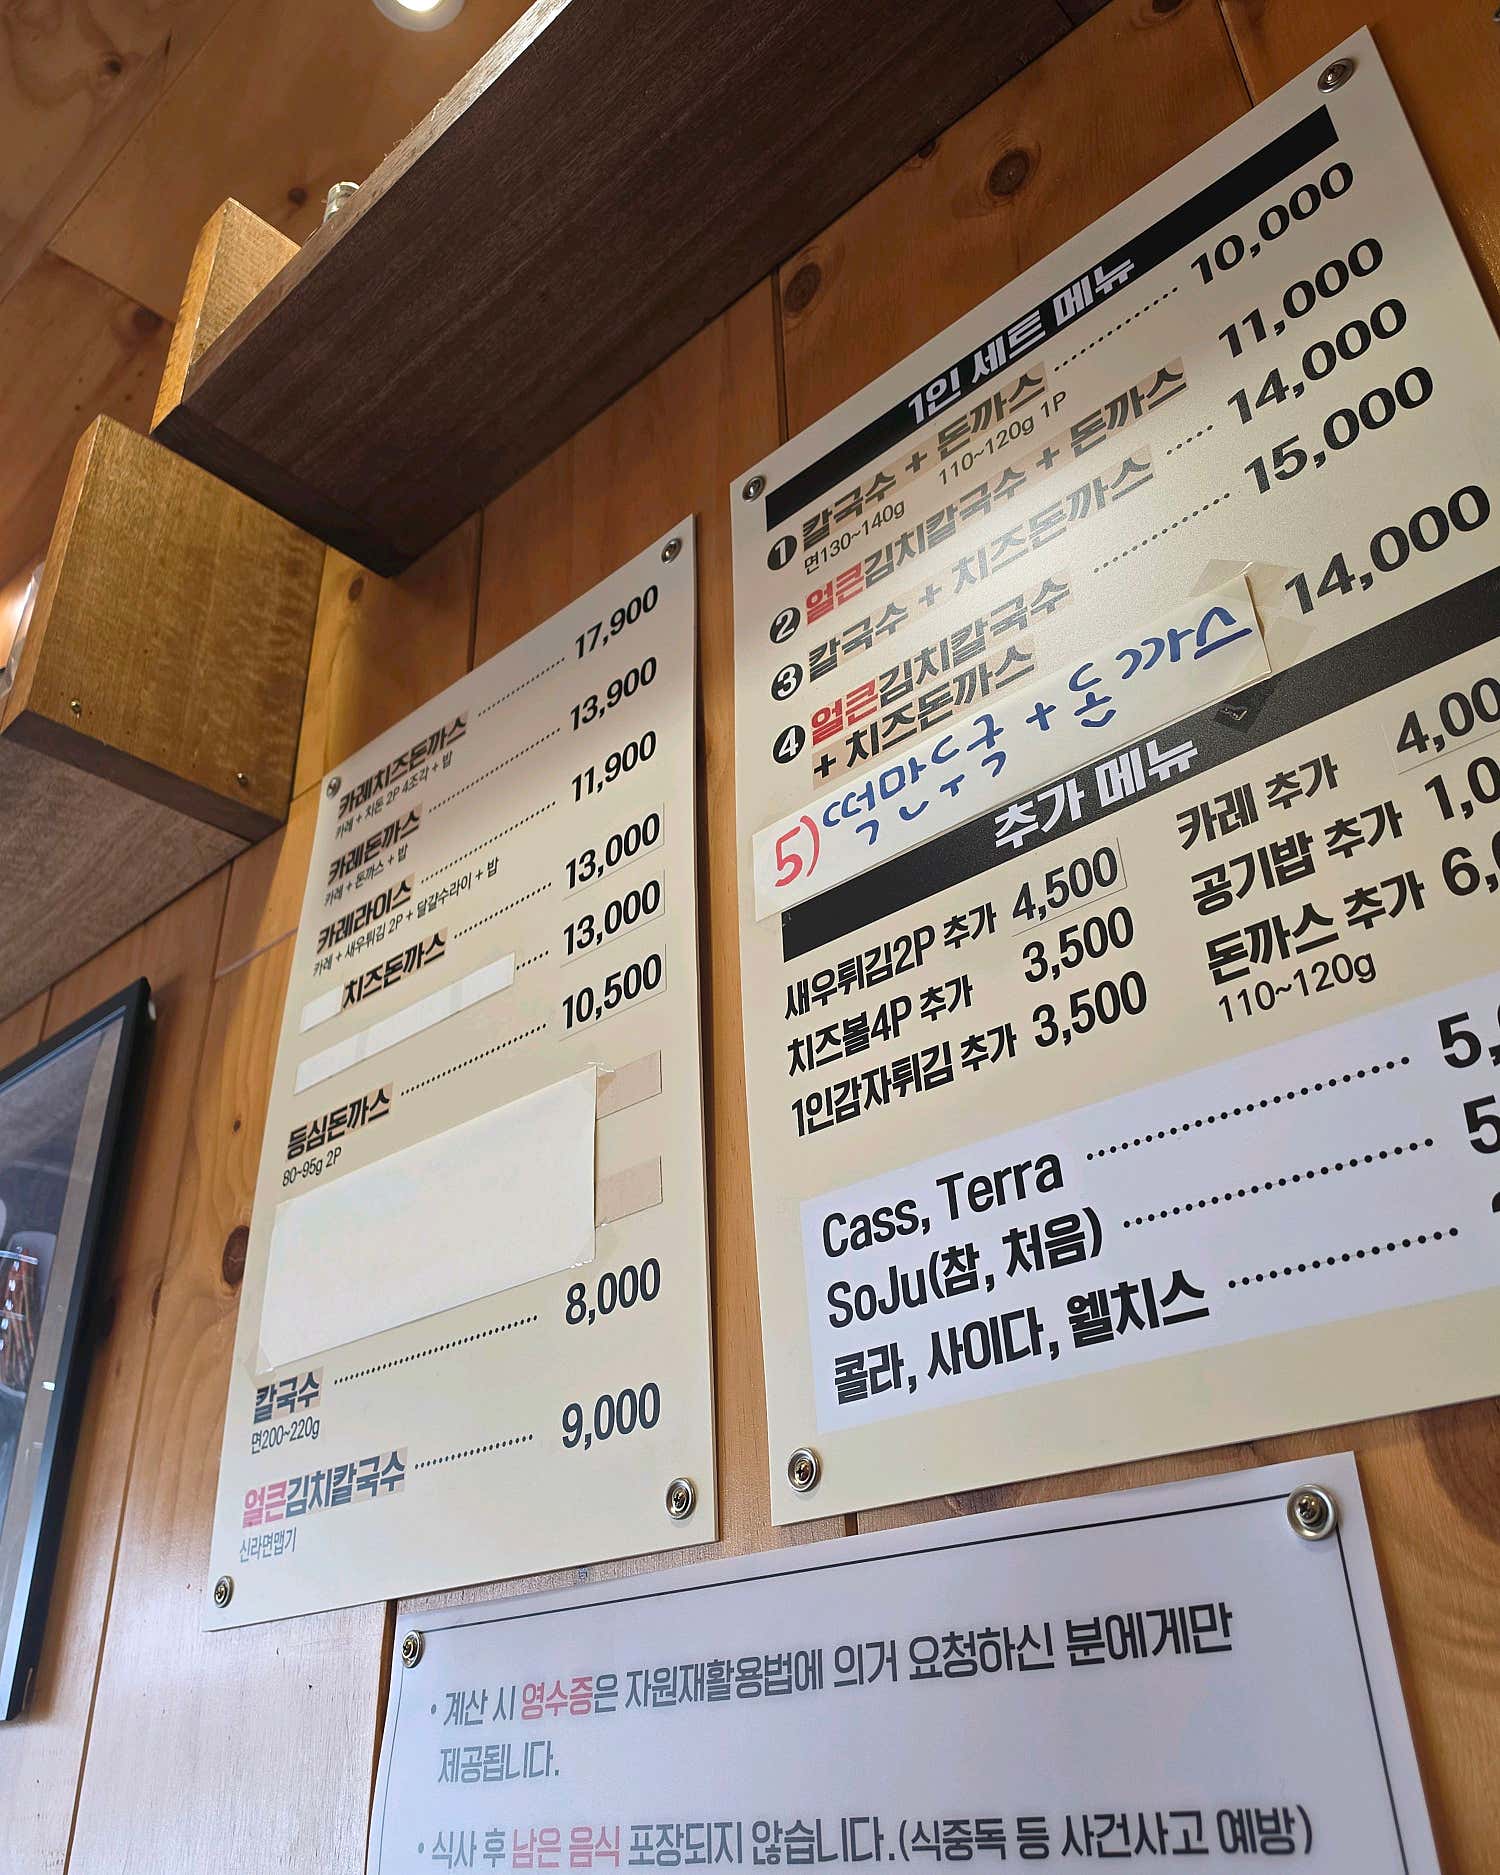 카레치즈돈까스 17,900
카레 + 치돈 2P 4조각 + 밥
카레돈까스 13,900
카레 + 돈까스 + 밥
카레라이스 11,900
카레 + 새우튀김 2P + 달걀수라이 + 밥
치즈돈까스 13,000
13,000
등심돈까스 10,500
80~95g 2P
칼국수 8,000
면200~220g
얼큰김치칼국수 9,000
신라면맵기
1인 세트 메뉴
1 칼국수 + 돈까스 10,000
면130~140g 110~120g 1P
2 얼큰김치칼국수 + 돈까스 11,000
3 칼국수 + 치즈돈까스 14,000
4 얼큰김치칼국수 15,000
+ 치즈돈까스
5) 떡만두국 + 돈까스 14,000
추가 메뉴
새우튀김2P 추가 4,500
치즈볼4P 추가 3,500
1인감자튀김 추가 3,500
카레 추가 4,00
공기밥 추가 1,0
돈까스 추가 6,
110~120g
Cass, Terra 5,
SoJu(참, 처음) 5
콜라, 사이다, 웰치스
• 계산 시 영수증은 자원재활용법에 의거 요청하신 분에게만
제공됩니다.
• 식사 후 남은 음식 포장되지 않습니다.(식중독 등 사건사고 예방)